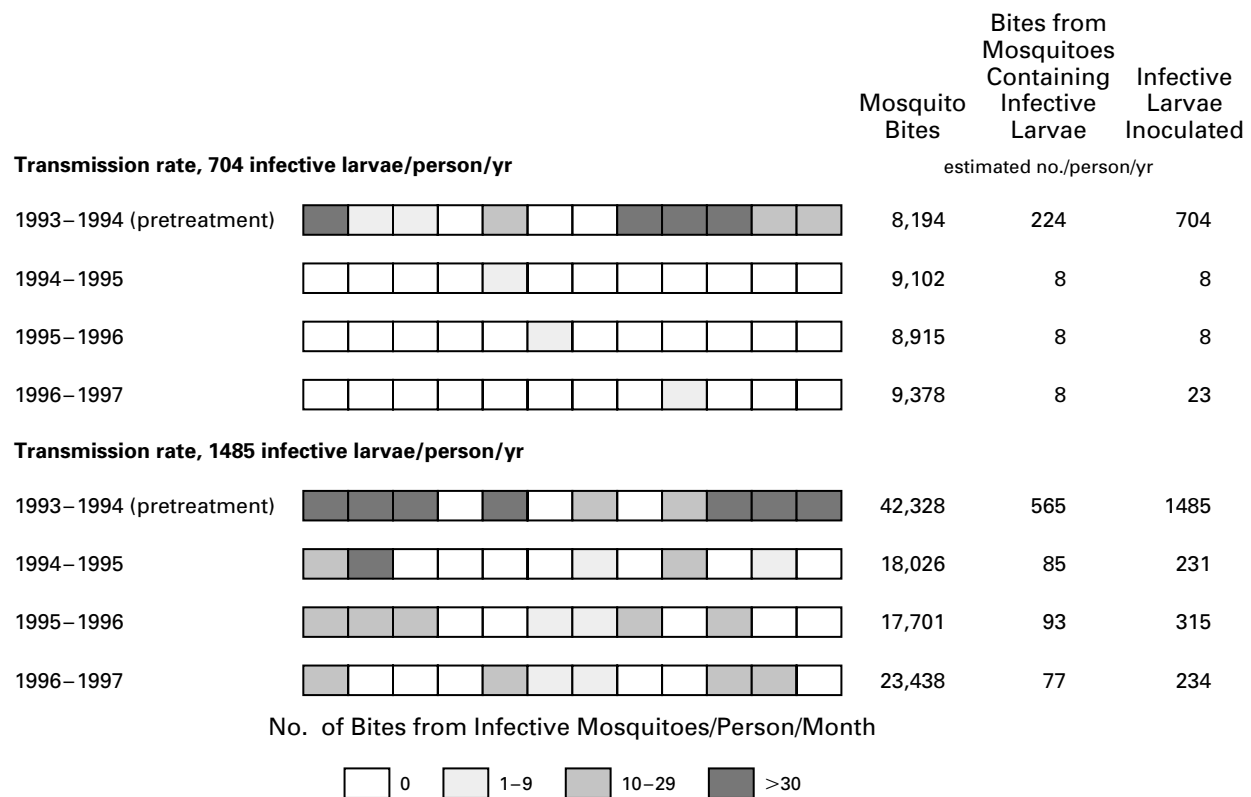 Bites from
Mosquitoes
Containing Infective
Mosquito Infective Larvae
Bites Larvae Inoculated
Transmission rate, 704 infective larvae/person/yr estimated no./person/yr
1993–1994 (pretreatment) 8,194 224 704
1994–1995 9,102 8 8
1995–1996 8,915 8 8
1996–1997 9,378 8 23
Transmission rate, 1485 infective larvae/person/yr
1993–1994 (pretreatment) 42,328 565 1485
1994–1995 18,026 85 231
1995–1996 17,701 93 315
1996–1997 23,438 77 234
No. of Bites from Infective Mosquitoes/Person/Month
0 1–9 10–29 >30